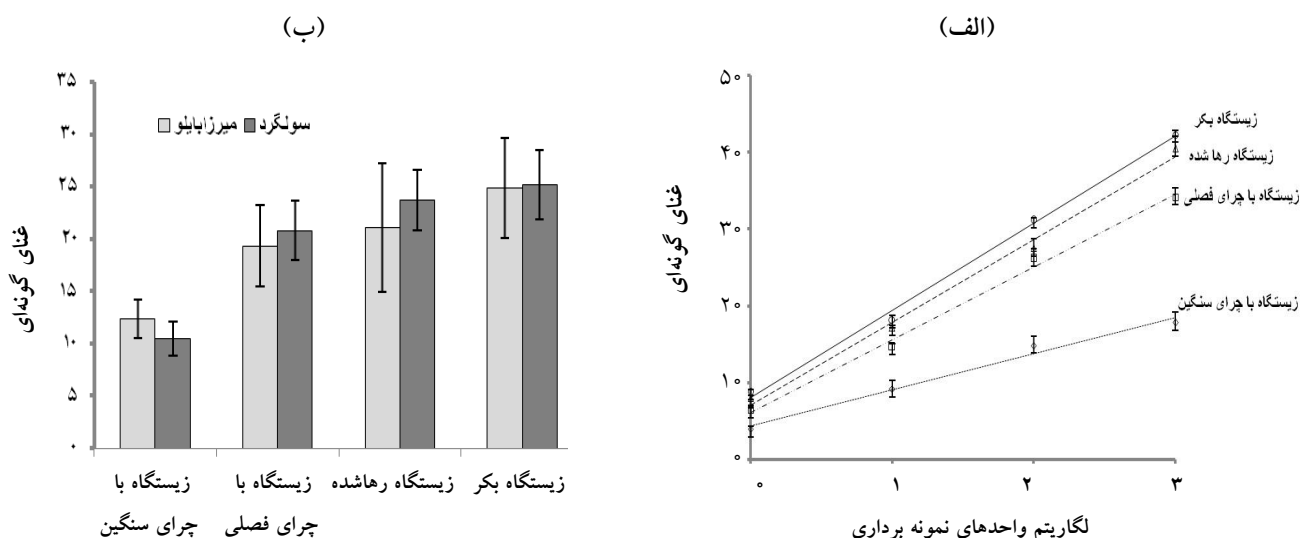 (الف)
غنای گونه‌ای
۵۰
۴۰
۳۰
۲۰
۱۰
۰
زیستگاه بکر
زیستگاه رها شده
زیستگاه با چرای فصلی
زیستگاه با چرای سنگین
۰ ۱ ۲ ۳
لگاریتم واحدهای نمونه برداری
(ب)
غنای گونه‌ای
۳۵
۳۰
۲۵
۲۰
۱۵
۱۰
۵
۰
میرزابایلو سولگرد
زیستگاه با
چرای سنگین
زیستگاه با
چرای فصلی
زیستگاه رهاشده
زیستگاه بکر